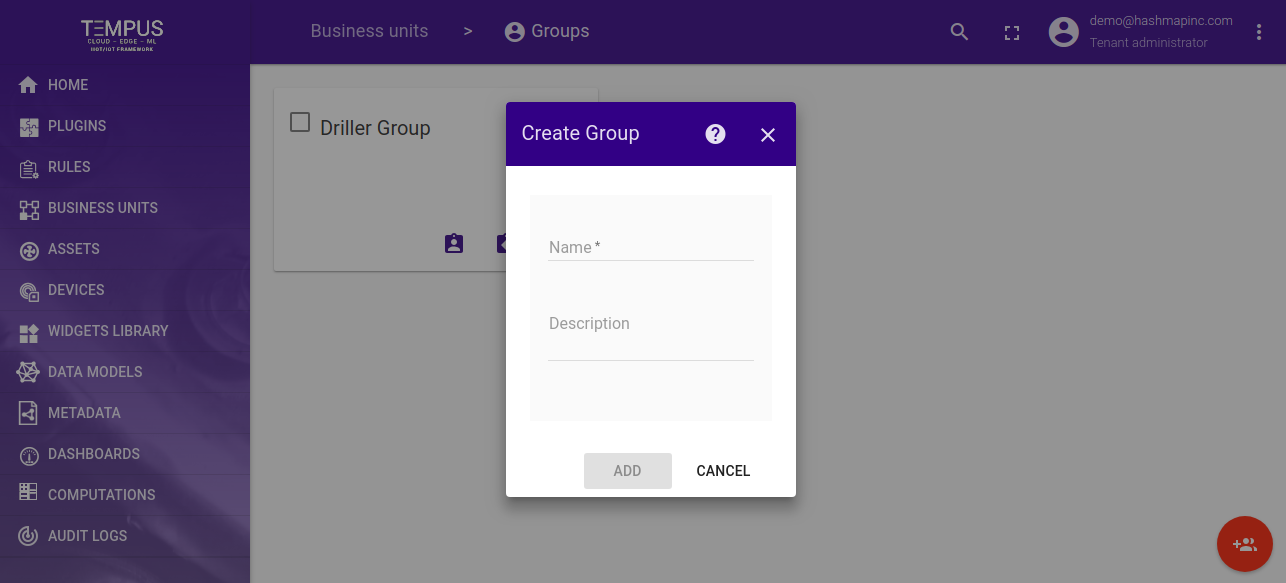 TEMPUS
CLOUD - EDGE - ML
IIOT/IOT FRAMEWORK
Business units > Groups
demo@hashmapinc.com
Tenant administrator
HOME
PLUGINS
RULES
BUSINESS UNITS
ASSETS
DEVICES
WIDGETS LIBRARY
DATA MODELS
METADATA
DASHBOARDS
COMPUTATIONS
AUDIT LOGS
Driller Group
Create Group
Name *
Description
ADD CANCEL